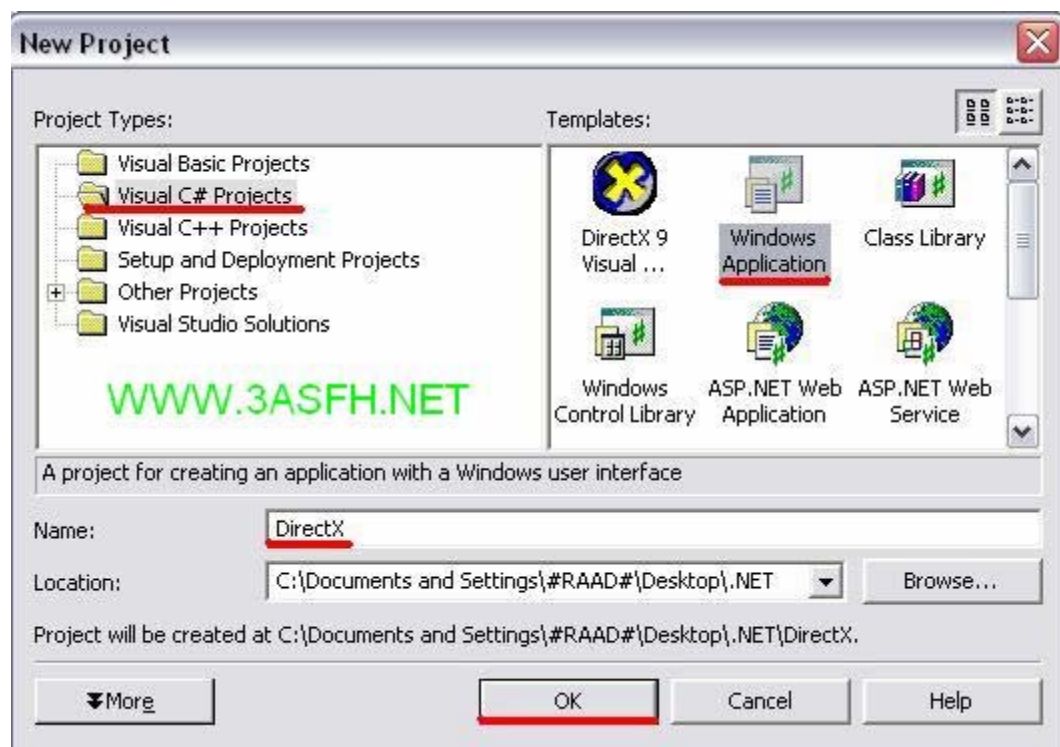 New Project
Project Types:
Templates:
Visual Basic Projects
Visual C# Projects
Visual C++ Projects
Setup and Deployment Projects
Other Projects
Visual Studio Solutions
WWW.3ASFH.NET
DirectX 9
Visual ...
Windows
Application
Class Library
Windows
Control Library
ASP.NET Web
Application
ASP.NET Web
Service
A project for creating an application with a Windows user interface
Name:
DirectX
Location:
C:\Documents and Settings\#RAAD#\Desktop\.NET
Browse...
Project will be created at C:\Documents and Settings\#RAAD#\Desktop\.NET\DirectX.
More
OK
Cancel
Help